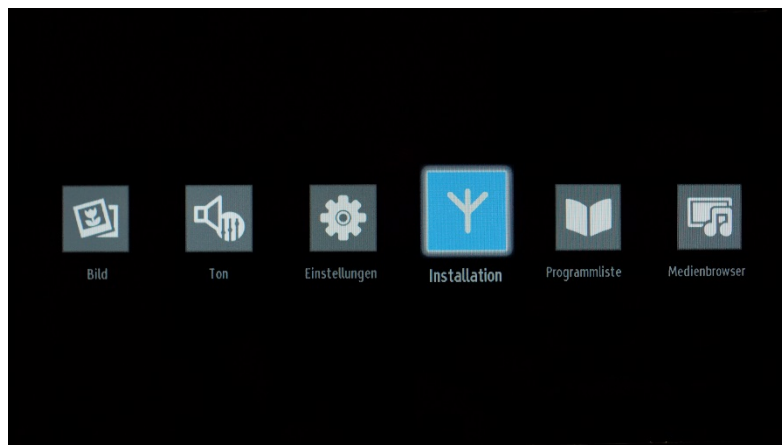 Bild
Ton
Einstellungen
Installation
Programmliste
Medienbrowser